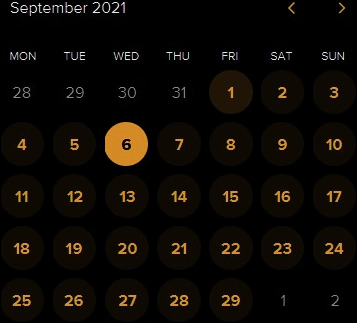 September 2021
MON TUE WED THU FRI SAT SUN
28 29 30 31 1 2 3
4 5 6 7 8 9 10
11 12 13 14 15 16 17
18 19 20 21 22 23 24
25 26 27 28 29 1 2